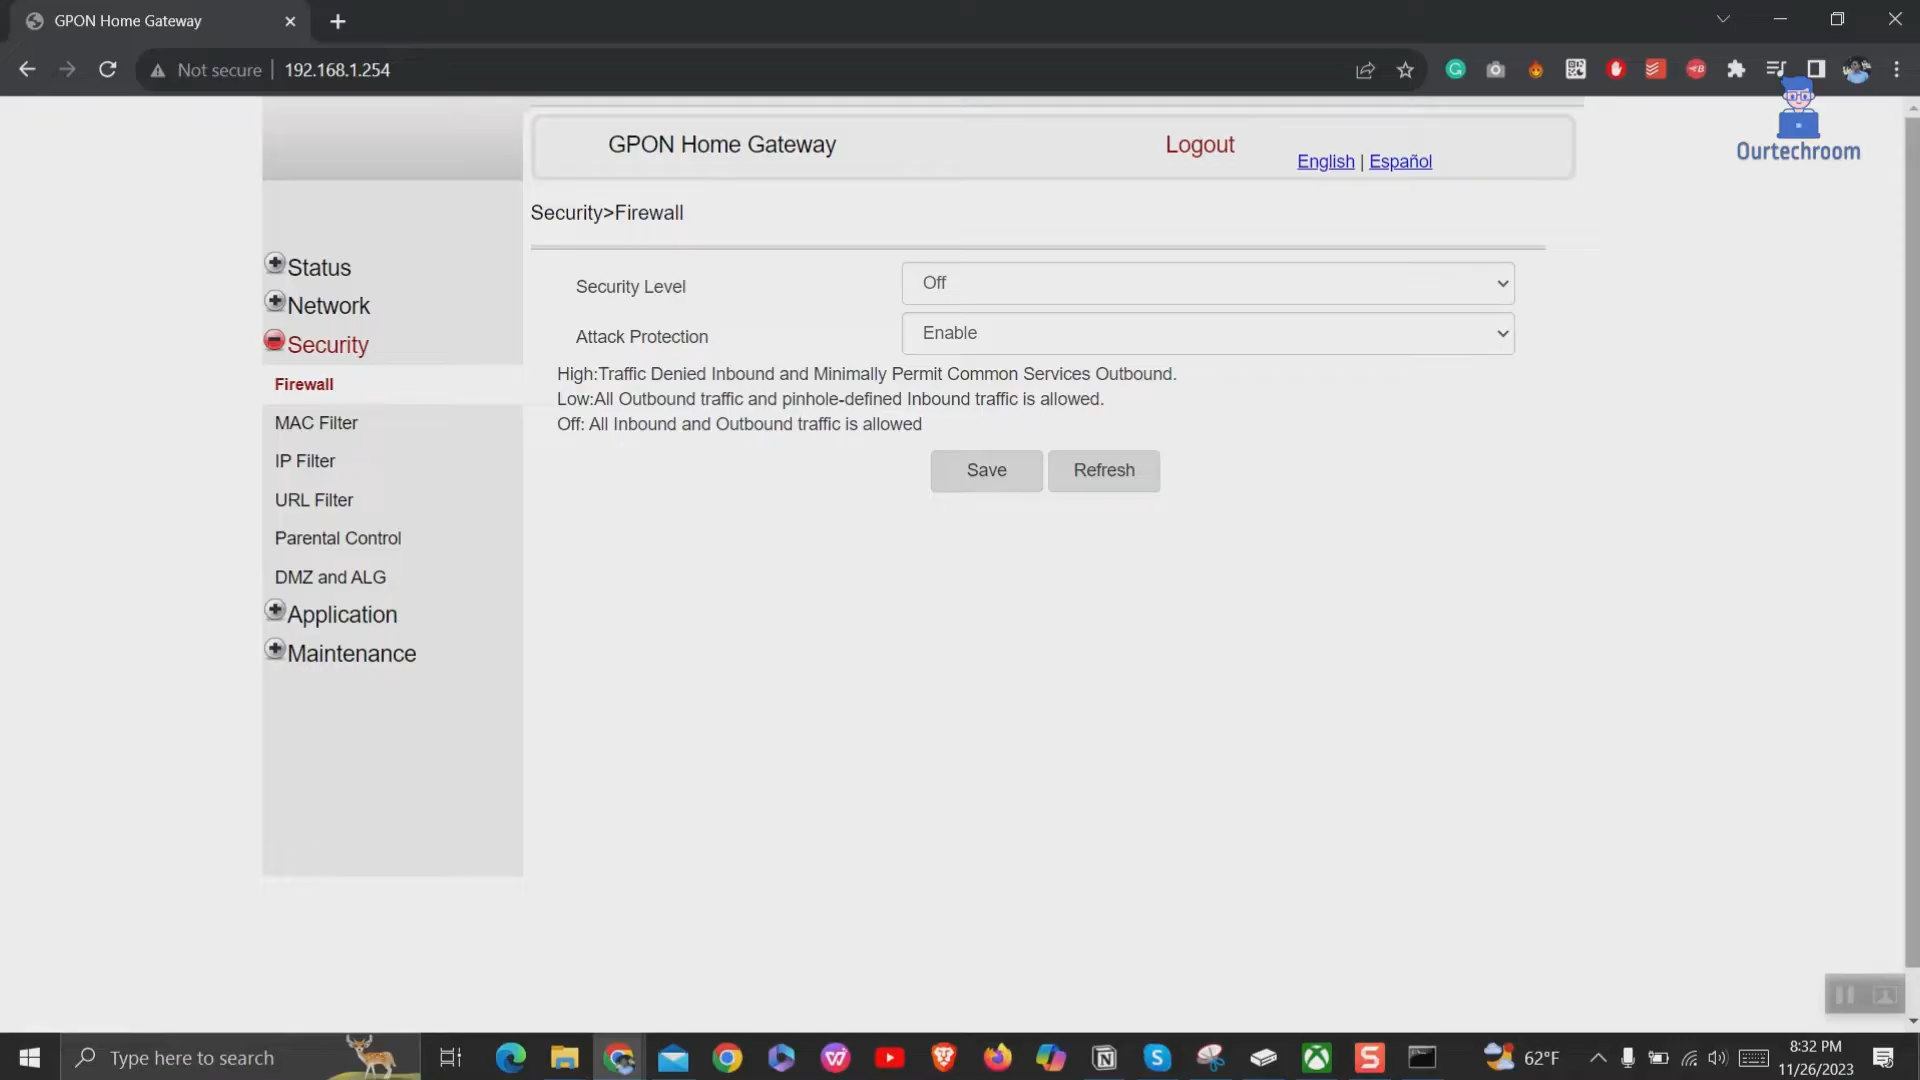 GPON Home Gateway
Not secure
192.168.1.254
Ourtechroom
GPON Home Gateway
Logout
English | Español
Security>Firewall
Status
Network
Security
Firewall
MAC Filter
IP Filter
URL Filter
Parental Control
DMZ and ALG
Application
Maintenance
Security Level
Off
Attack Protection
Enable
High:Traffic Denied Inbound and Minimally Permit Common Services Outbound.
Low:All Outbound traffic and pinhole-defined Inbound traffic is allowed.
Off: All Inbound and Outbound traffic is allowed
Save
Refresh
Type here to search
62°F
8:32 PM
11/26/2023